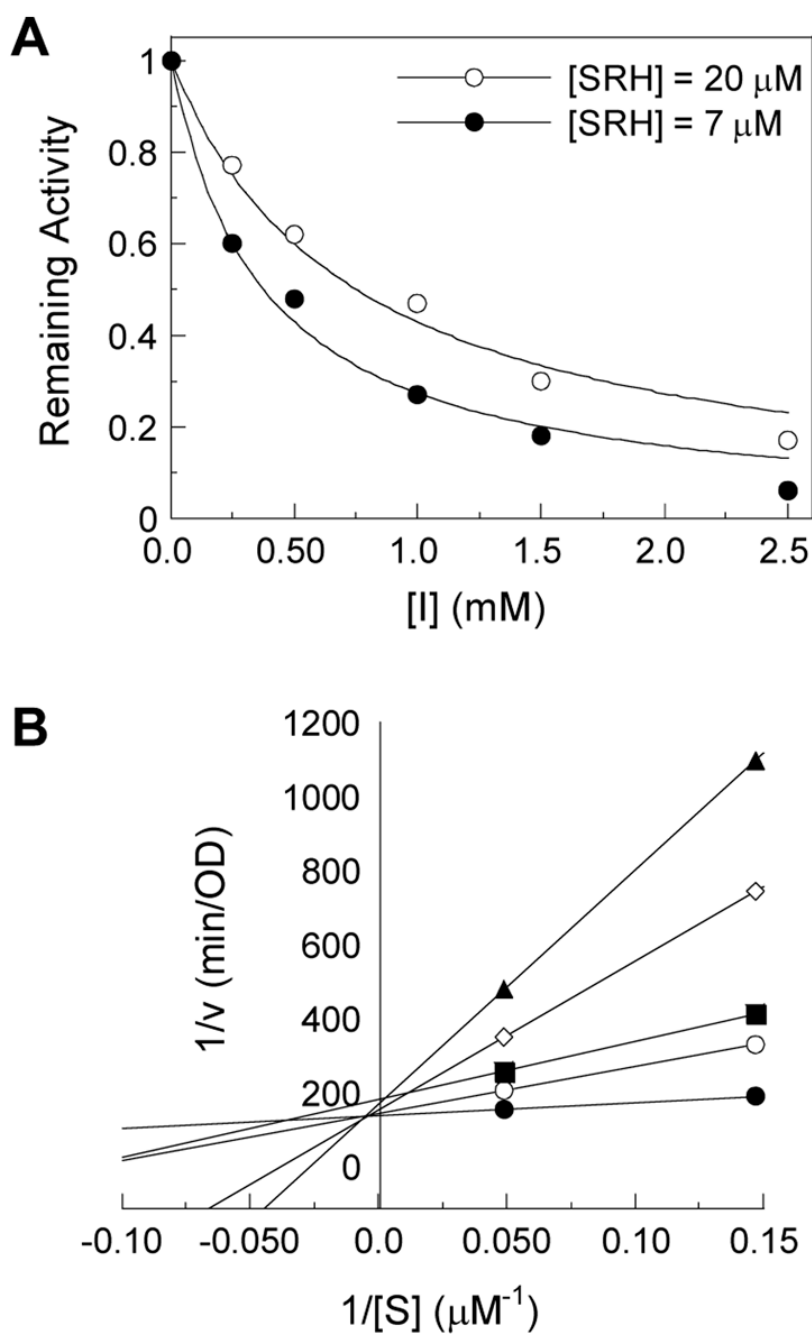 A
[SRH] = 20 μM
[SRH] = 7 μM
Remaining Activity
1
0.8
0.6
0.4
0.2
0
0.0 0.50 1.0 1.5 2.0 2.5
[I] (mM)
B
1/v (min/OD)
1200
1000
800
600
400
200
0
-0.10 -0.050 0.0 0.050 0.10 0.15
1/[S] (μM⁻¹)